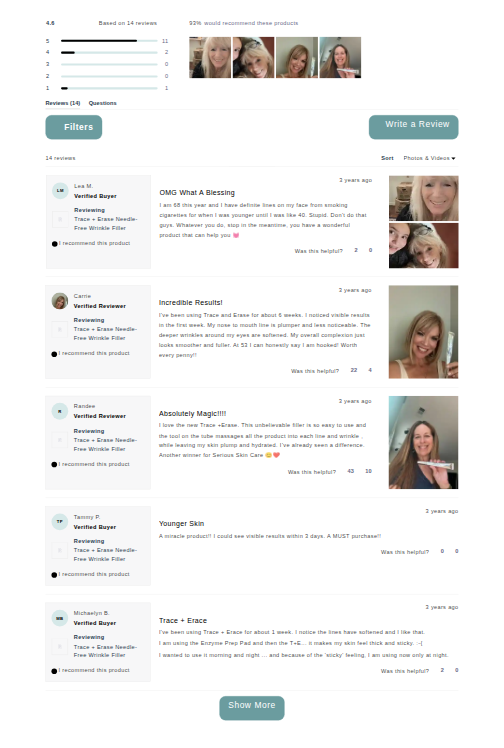 4.6 Based on 14 reviews 93% would recommend these products
5 11
4 2
3 0
2 0
1 1
Reviews (14) Questions
Filters Write a Review
14 reviews Sort Photos & Videos
LM Lea M.
Verified Buyer
Reviewing
Trace + Erase Needle-
Free Wrinkle Filler
I recommend this product
3 years ago
OMG What A Blessing
I am 68 this year and I have definite lines on my face from smoking
cigarettes for when I was younger until I was like 40. Stupid. Don't do that
guys. Whatever you do, stop in the meantime, you have a wonderful
product that can help you 💓
Was this helpful? 2 0
Carrie
Verified Reviewer
Reviewing
Trace + Erase Needle-
Free Wrinkle Filler
I recommend this product
3 years ago
Incredible Results!
I've been using Trace and Erase for about 6 weeks, I noticed visible results
in the first week. My nose to mouth line is plumper and less noticeable. The
deeper wrinkles around my eyes are softened. My overall complexion just
looks smoother and fuller. At 53 I can honestly say I am hooked! Worth
every penny!!
Was this helpful? 22 4
R Randee
Verified Reviewer
Reviewing
Trace + Erase Needle-
Free Wrinkle Filler
I recommend this product
3 years ago
Absolutely Magic!!!!
I love the new Trace +Erase. This unbelievable filler is so easy to use and
the tool on the tube massages all the product into each line and wrinkle ,
while leaving my skin plump and hydrated. I've already seen a difference.
Another winner for Serious Skin Care 😊❤️
Was this helpful? 43 10
TP Tammy P.
Verified Buyer
Reviewing
Trace + Erase Needle-
Free Wrinkle Filler
I recommend this product
3 years ago
Younger Skin
A miracle product!! I could see visible results within 3 days. A MUST purchase!!
Was this helpful? 0 0
MB Michaelyn B.
Verified Buyer
Reviewing
Trace + Erase Needle-
Free Wrinkle Filler
I recommend this product
3 years ago
Trace + Erace
I've been using Trace + Erace for about 1 week. I notice the lines have softened and I like that.
I am using the Enzyme Prep Pad and then the T+E... it makes my skin feel thick and sticky. :-(
I wanted to use it morning and night ... and because of the 'sticky' feeling, I am using now only at night.
Was this helpful? 2 0
Show More